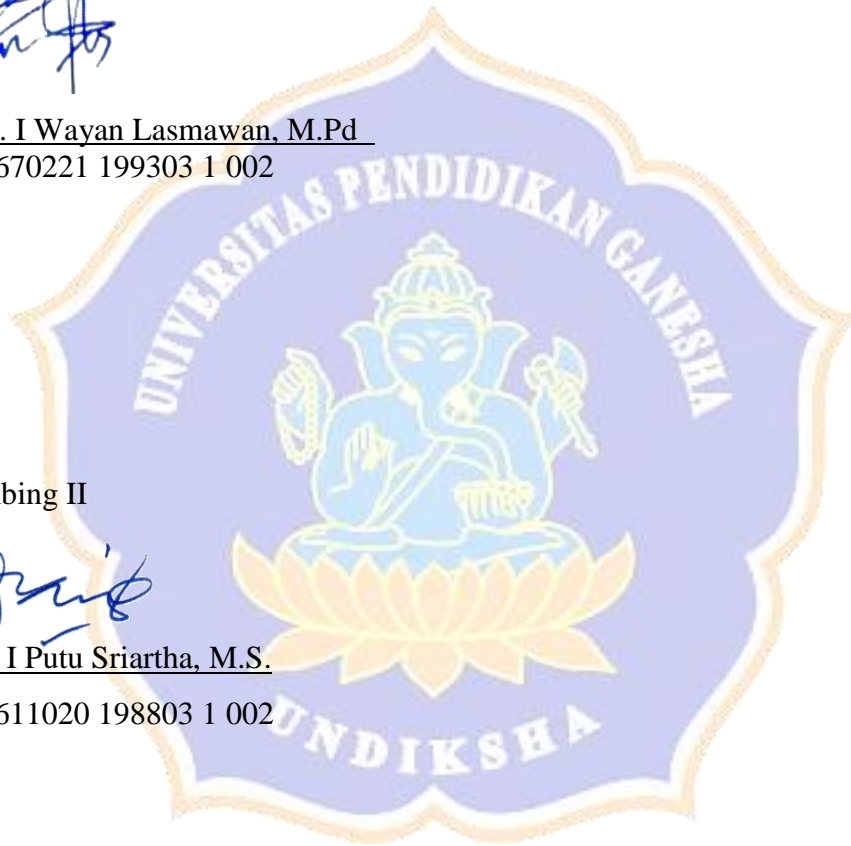 . I Wayan Lasmawan, M.Pd
670221 199303 1 002
UNIVERSITAS PENDIDIKAN GANESHA
bing II
I Putu Sriartha, M.S.
611020 198803 1 002
UNDIKSHA